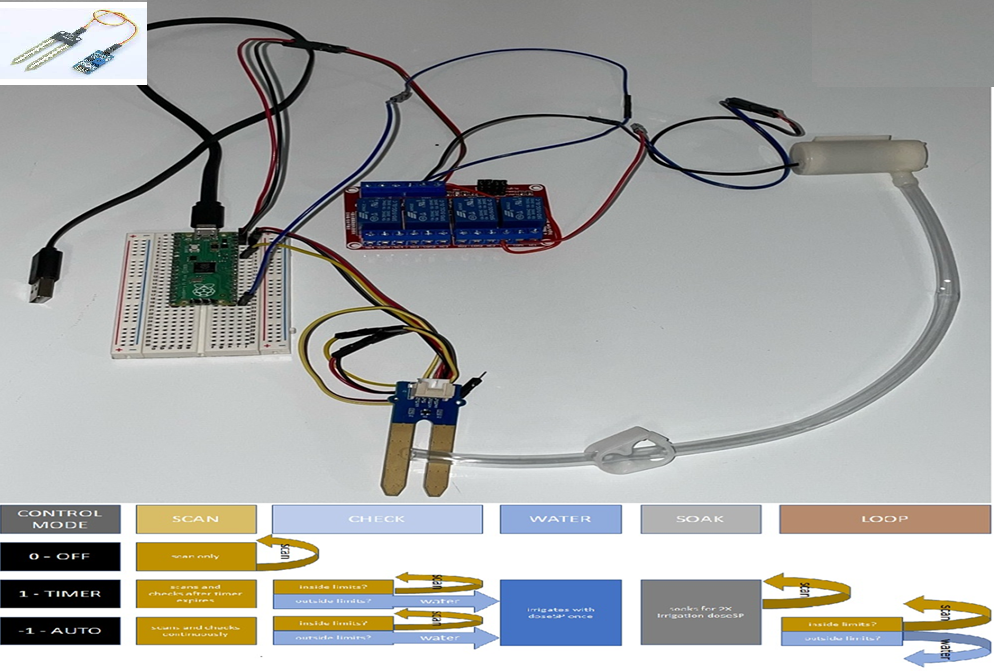 CONTROL MODE
SCAN
CHECK
WATER
SOAK
LOOP
0 - OFF
scan only
scan
1 - TIMER
scans and
checks after timer
expires
inside limits?
outside limits?
scan
water
irrigates with
doseSP once
soaks for 2X
irrigation doseSP
scan
-1 - AUTO
scans and checks
continuously
inside limits?
outside limits?
scan
water
inside limits?
outside limits?
scan
water